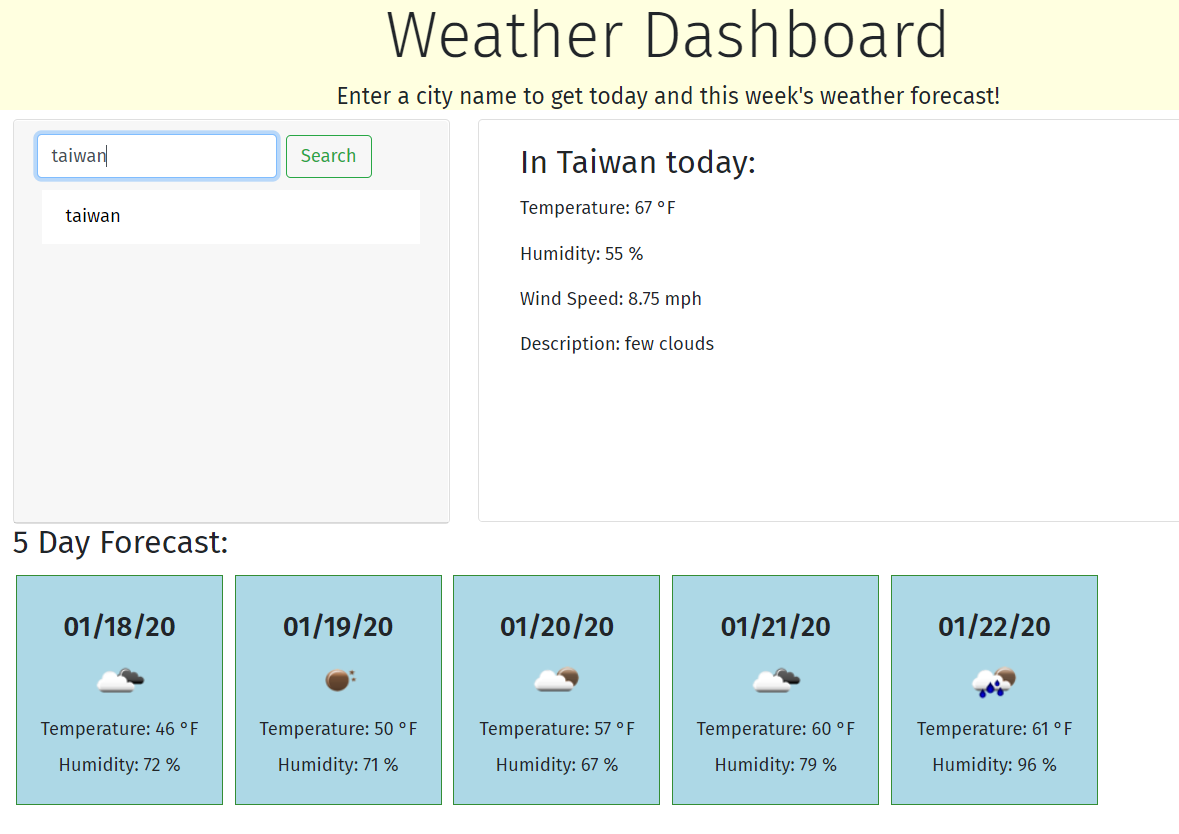 Weather Dashboard
Enter a city name to get today and this week's weather forecast!
taiwan
Search
taiwan
In Taiwan today:
Temperature: 67 °F
Humidity: 55 %
Wind Speed: 8.75 mph
Description: few clouds
5 Day Forecast:
01/18/20
Temperature: 46 °F
Humidity: 72 %
01/19/20
Temperature: 50 °F
Humidity: 71 %
01/20/20
Temperature: 57 °F
Humidity: 67 %
01/21/20
Temperature: 60 °F
Humidity: 79 %
01/22/20
Temperature: 61 °F
Humidity: 96 %